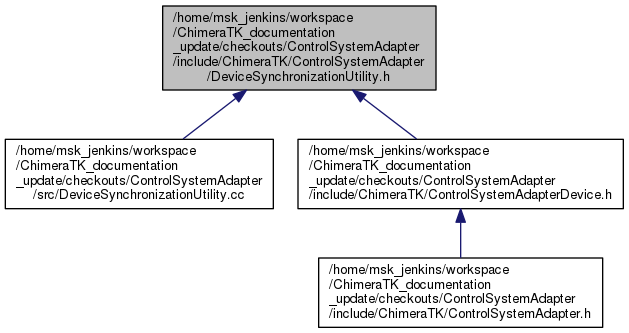 /home/msk_jenkins/workspace
/ChimeraTK_documentation
_update/checkouts/ControlSystemAdapter
/include/ChimeraTK/ControlSystemAdapter
/DeviceSynchronizationUtility.h
/home/msk_jenkins/workspace
/ChimeraTK_documentation
_update/checkouts/ControlSystemAdapter
/src/DeviceSynchronizationUtility.cc
/home/msk_jenkins/workspace
/ChimeraTK_documentation
_update/checkouts/ControlSystemAdapter
/include/ChimeraTK/ControlSystemAdapterDevice.h
/home/msk_jenkins/workspace
/ChimeraTK_documentation
_update/checkouts/ControlSystemAdapter
/include/ChimeraTK/ControlSystemAdapter.h